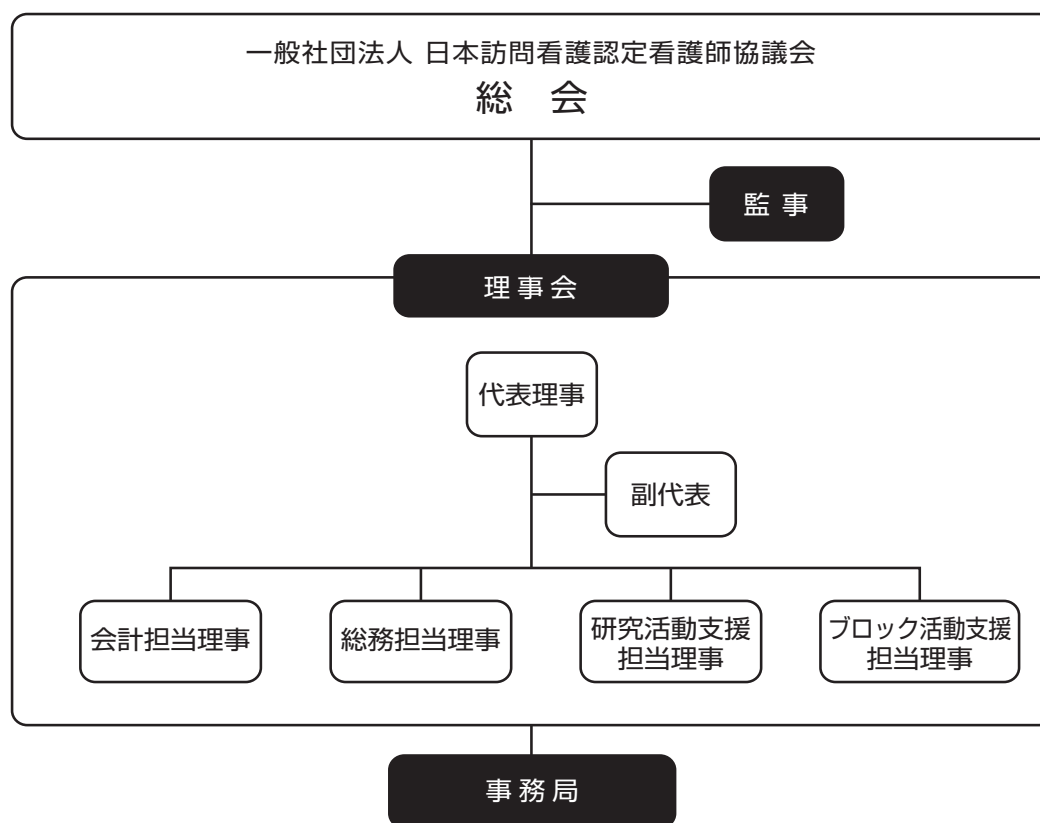 一般社団法人 日本訪問看護認定看護師協議会
総 会
監 事
理事会
代表理事
副代表
会計担当理事
総務担当理事
研究活動支援
担当理事
ブロック活動支援
担当理事
事務局